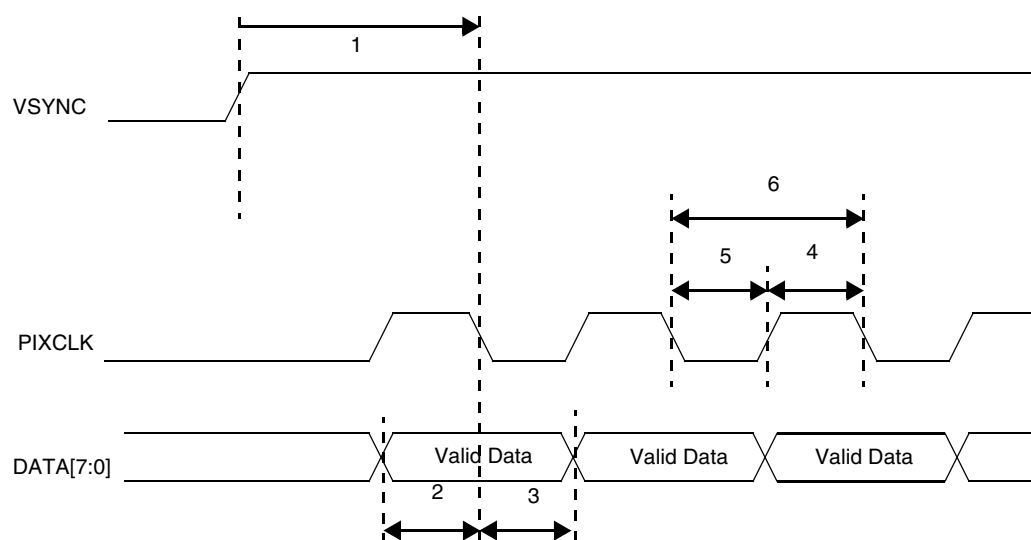 1
VSYNC
6
5
4
PIXCLK
DATA[7:0]
Valid Data
Valid Data
Valid Data
2
3